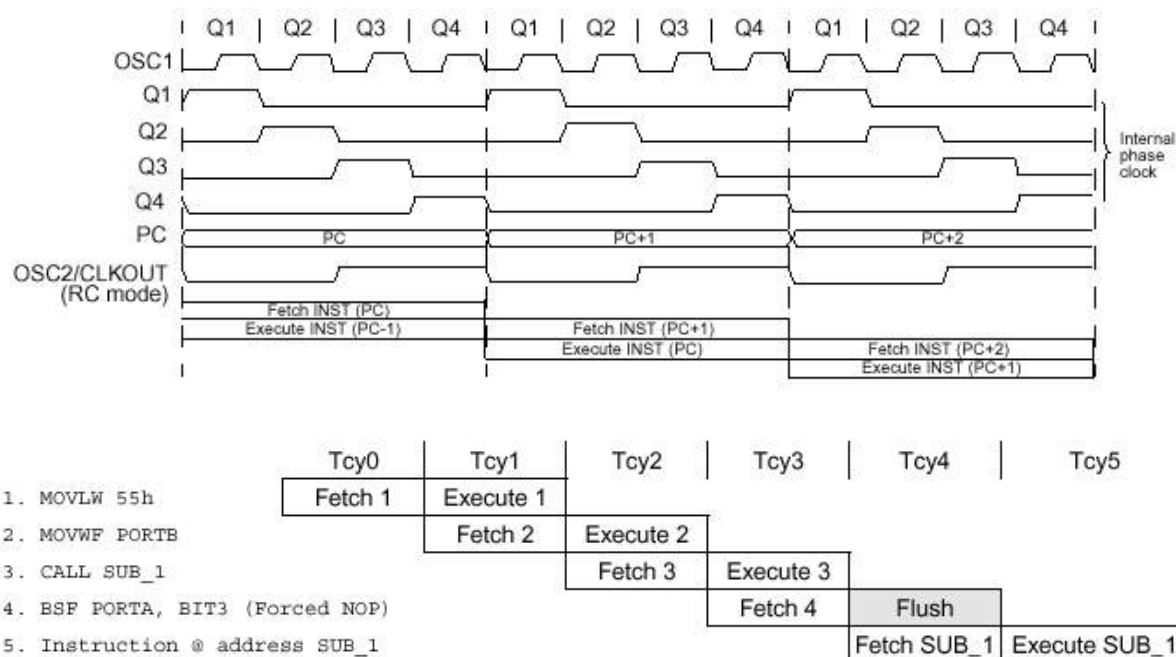 Q1 | Q2 | Q3 | Q4 | Q1 | Q2 | Q3 | Q4 | Q1 | Q2 | Q3 | Q4
OSC1
Q1
Q2
Q3
Q4
Internal
phase
clock
PC PC PC+1 PC+2
OSC2/CLKOUT
(RC mode)
Fetch INST (PC)
Execute INST (PC-1) Fetch INST (PC+1)
Execute INST (PC) Fetch INST (PC+2)
Execute INST (PC+1)
Tcy0 Tcy1 Tcy2 Tcy3 Tcy4 Tcy5
1. MOVLW 55h Fetch 1 Execute 1
2. MOVWF PORTB Fetch 2 Execute 2
3. CALL SUB_1 Fetch 3 Execute 3
4. BSF PORTA, BIT3 (Forced NOP) Fetch 4 Flush
5. Instruction @ address SUB_1 Fetch SUB_1 Execute SUB_1